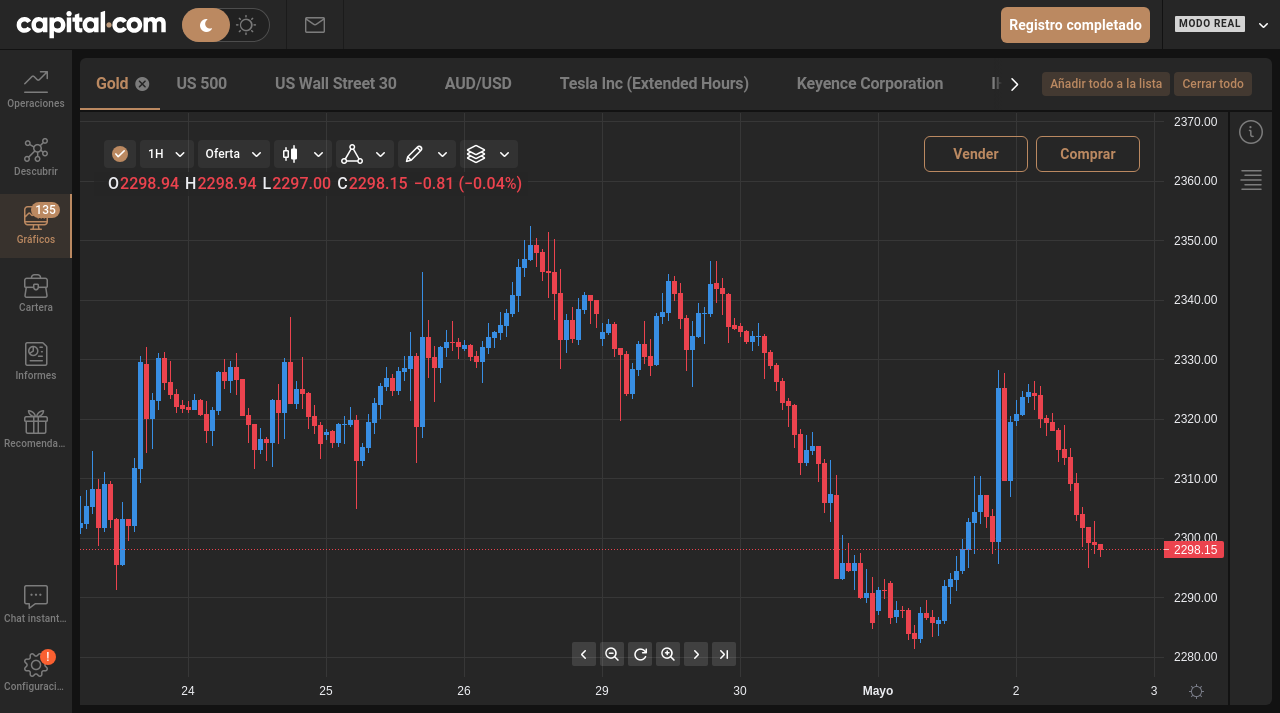 capital.com
Registro completado
MODO REAL
Operaciones
Descubrir
135
Gráficos
Cartera
Informes
Recomenda...
Chat instant...
!
Configuraci...
Gold
US 500
US Wall Street 30
AUD/USD
Tesla Inc (Extended Hours)
Keyence Corporation
Añadir todo a la lista
Cerrar todo
1H
Oferta
Vender
Comprar
O2298.94 H2298.94 L2297.00 C2298.15 −0.81 (−0.04%)
2370.00
2360.00
2350.00
2340.00
2330.00
2320.00
2310.00
2300.00
2298.15
2290.00
2280.00
24 25 26 29 30 Mayo 2 3